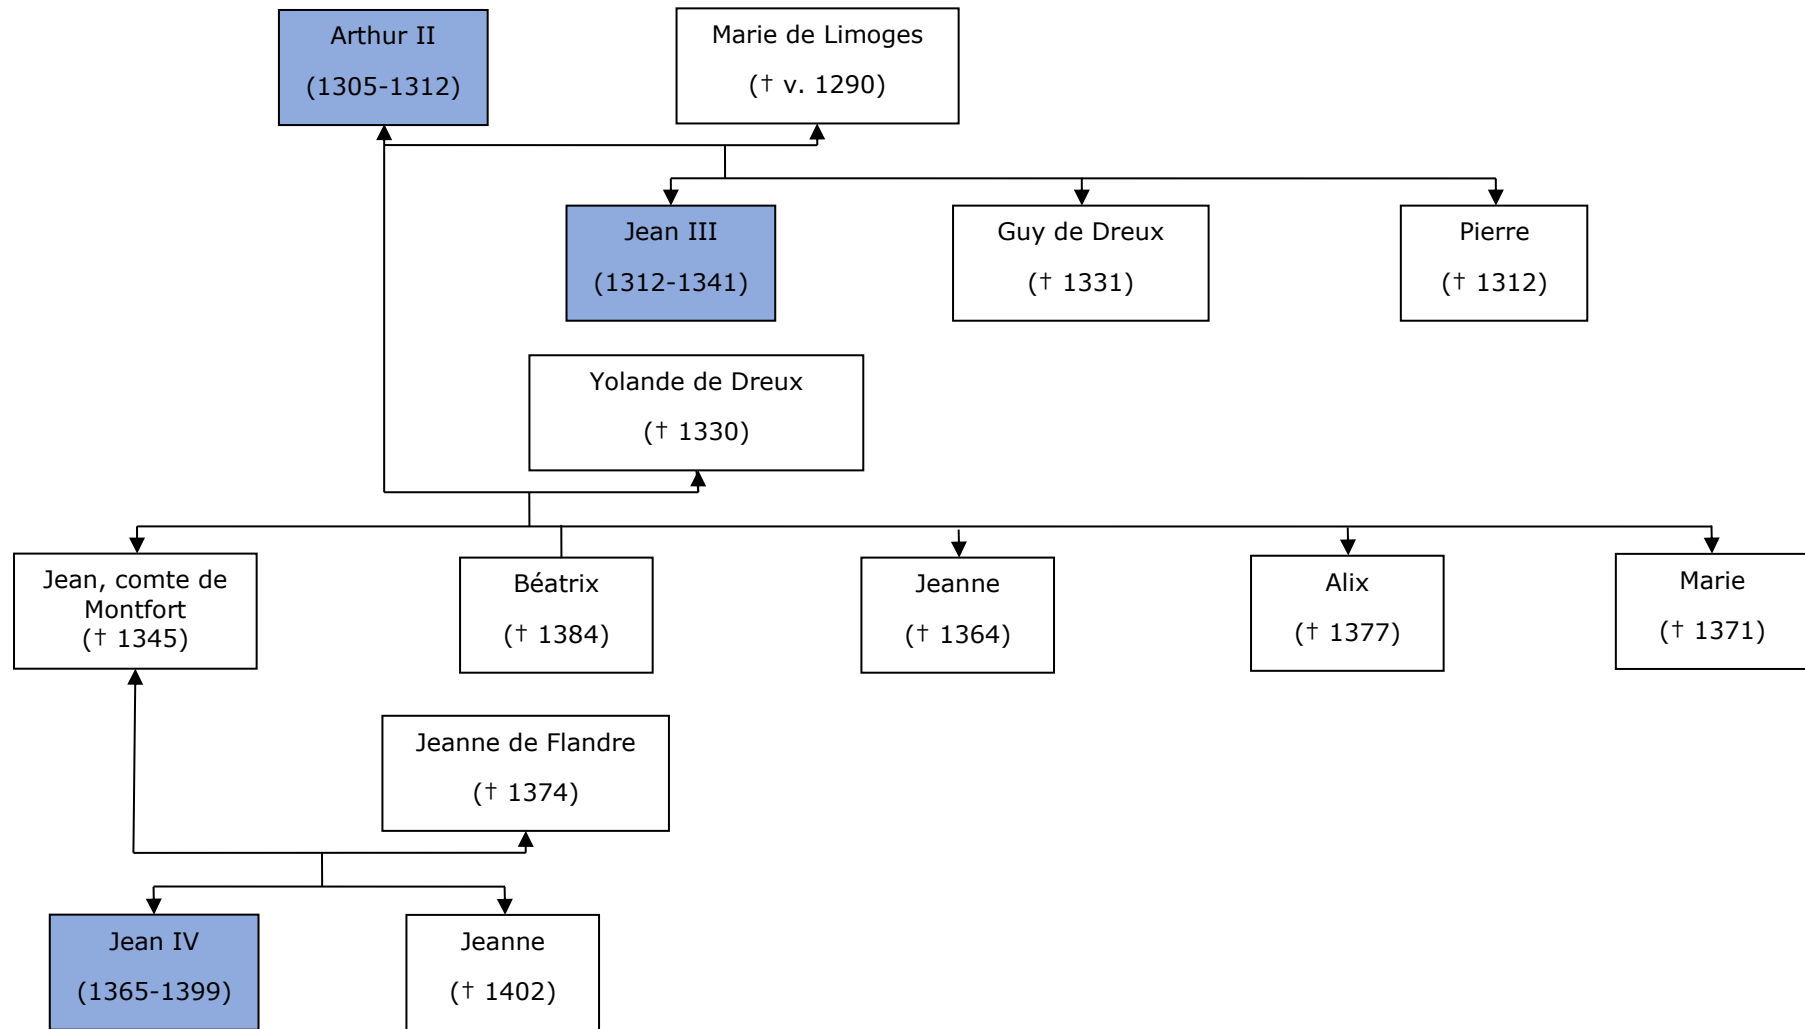 Arthur II
(1305-1312)
Marie de Limoges
(† v. 1290)
Jean III
(1312-1341)
Guy de Dreux
(† 1331)
Pierre
(† 1312)
Yolande de Dreux
(† 1330)
Jean, comte de
Montfort
(† 1345)
Béatrix
(† 1384)
Jeanne
(† 1364)
Alix
(† 1377)
Marie
(† 1371)
Jeanne de Flandre
(† 1374)
Jean IV
(1365-1399)
Jeanne
(† 1402)